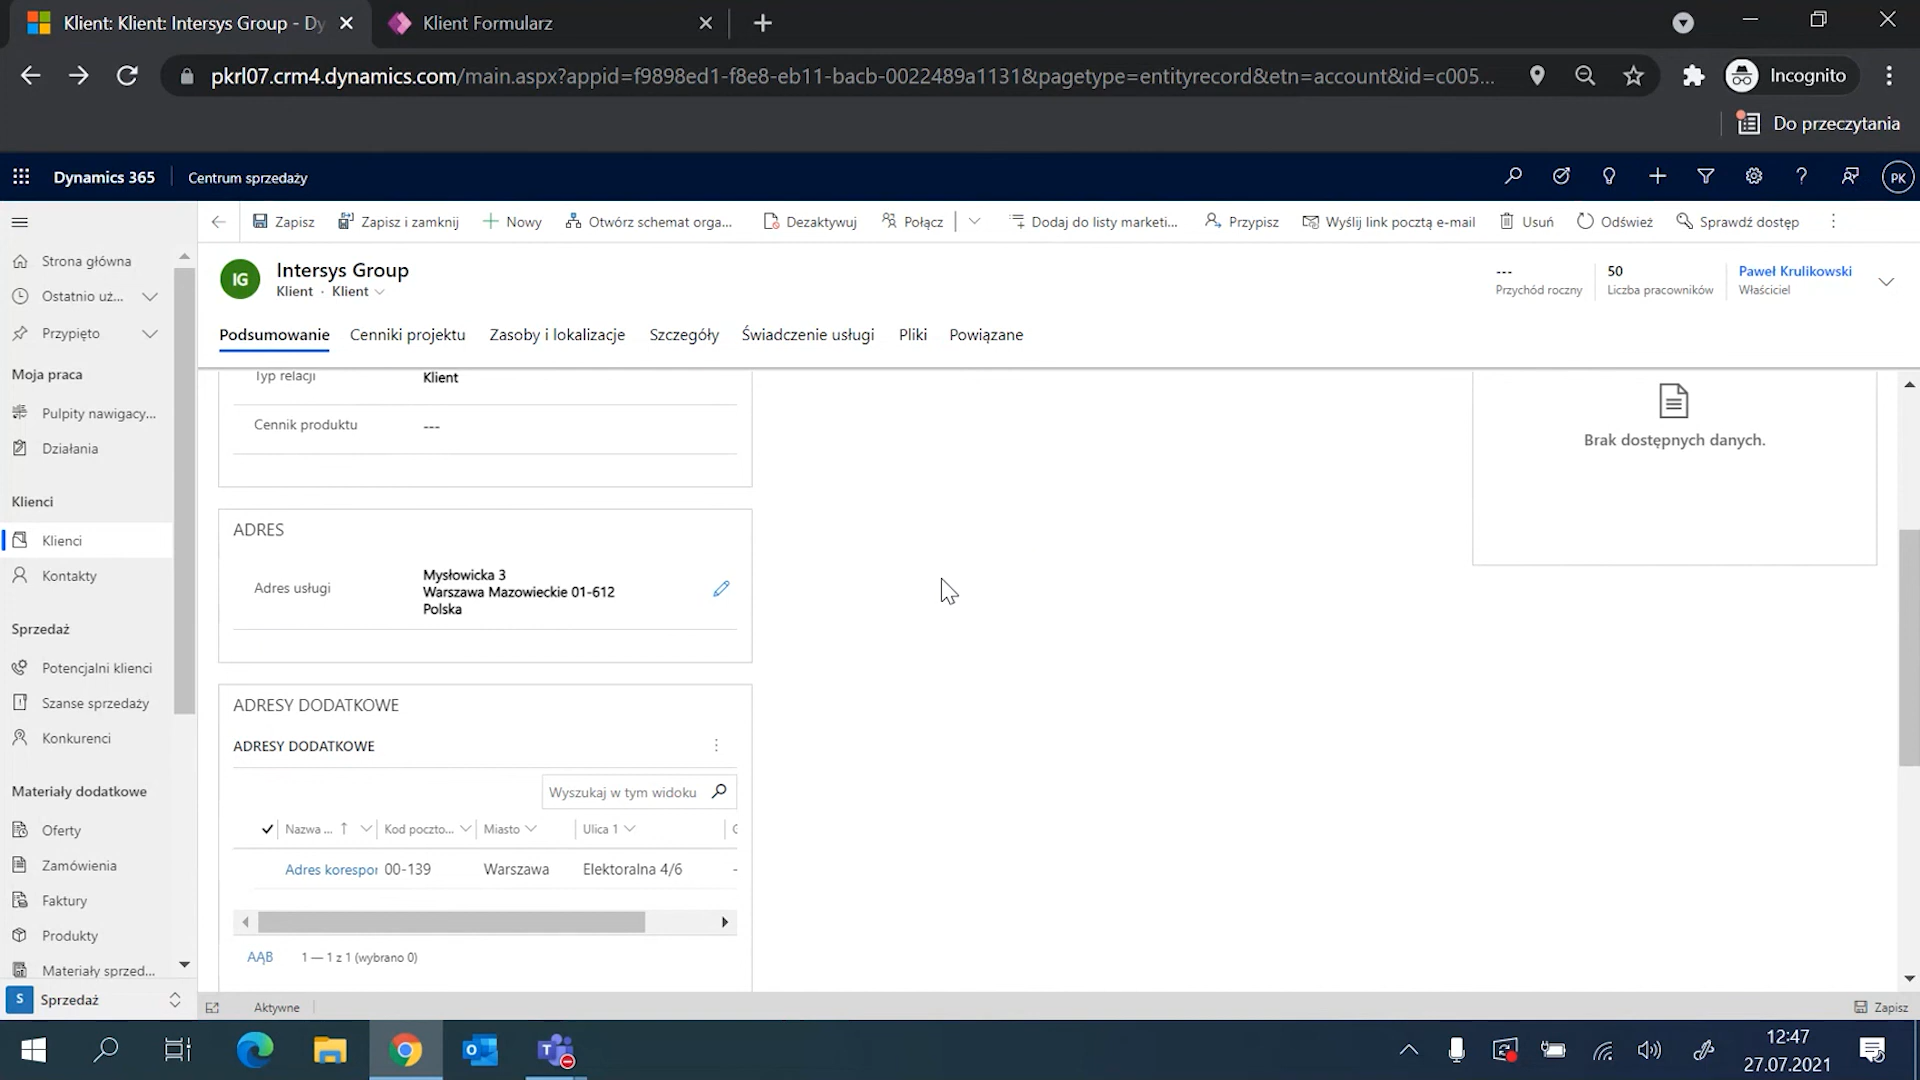 Klient: Klient: Intersys Group - Dy
Klient Formularz
pkrl07.crm4.dynamics.com/main.aspx?appid=f9898ed1-f8e8-eb11-bacb-0022489a1131&pagetype=entityrecord&etn=account&id=c005...
Incognito
Do przeczytania
Dynamics 365
Centrum sprzedaży
PK
Zapisz
Zapisz i zamknij
Nowy
Otwórz schemat orga...
Dezaktywuj
Połącz
Dodaj do listy marketi...
Przypisz
Wyślij link pocztą e-mail
Usuń
Odśwież
Sprawdź dostęp
Strona główna
Ostatnio uż...
Przypięto
Moja praca
Pulpity nawigacy...
Działania
Klienci
Klienci
Kontakty
Sprzedaż
Potencjalni klienci
Szanse sprzedaży
Konkurenci
Materiały dodatkowe
Oferty
Zamówienia
Faktury
Produkty
Materiały sprzed...
S
Sprzedaż
IG
Intersys Group
Klient · Klient
---
Przychód roczny
50
Liczba pracowników
Paweł Krulikowski
Właściciel
Podsumowanie
Cenniki projektu
Zasoby i lokalizacje
Szczegóły
Świadczenie usługi
Pliki
Powiązane
Typ relacji
Klient
Cennik produktu
---
ADRES
Adres usługi
Mysłowicka 3
Warszawa Mazowieckie 01-612
Polska
ADRESY DODATKOWE
ADRESY DODATKOWE
Wyszukaj w tym widoku
Nazwa ...
Kod poczto...
Miasto
Ulica 1
Adres korespor
00-139
Warszawa
Elektoralna 4/6
-
AĄB
1 — 1 z 1 (wybrano 0)
Brak dostępnych danych.
Aktywne
Zapisz
12:47
27.07.2021